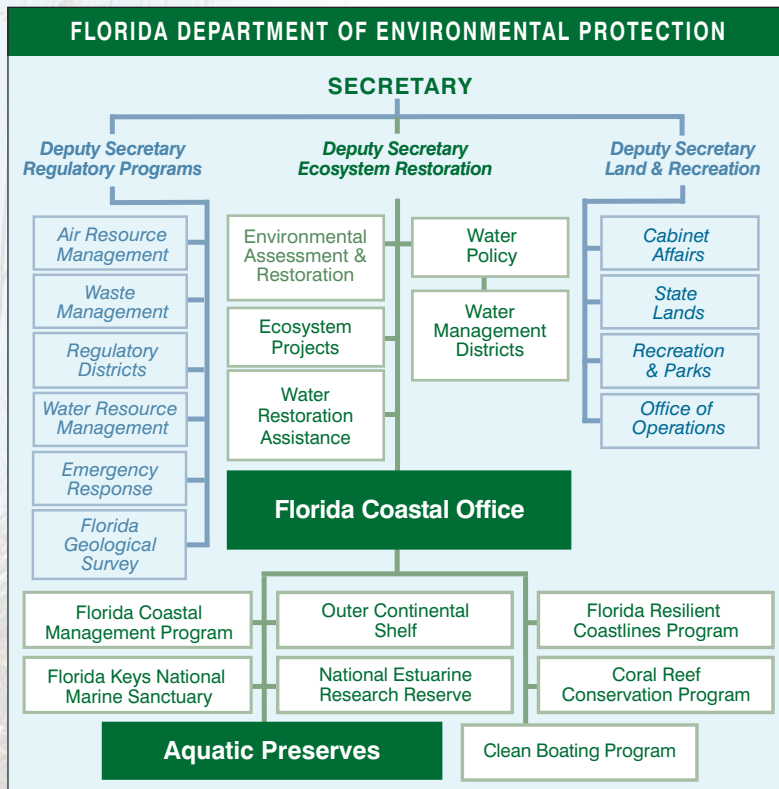 FLORIDA DEPARTMENT OF ENVIRONMENTAL PROTECTION
SECRETARY
Deputy Secretary
Regulatory Programs
Deputy Secretary
Ecosystem Restoration
Deputy Secretary
Land & Recreation
Air Resource
Management
Waste
Management
Regulatory
Districts
Water Resource
Management
Emergency
Response
Florida
Geological
Survey
Environmental
Assessment &
Restoration
Water
Policy
Ecosystem
Projects
Water
Management
Districts
Water
Restoration
Assistance
Cabinet
Affairs
State
Lands
Recreation
& Parks
Office of
Operations
Florida Coastal Office
Florida Coastal
Management Program
Outer Continental
Shelf
Florida Resilient
Coastlines Program
Florida Keys National
Marine Sanctuary
National Estuarine
Research Reserve
Coral Reef
Conservation Program
Aquatic Preserves
Clean Boating Program